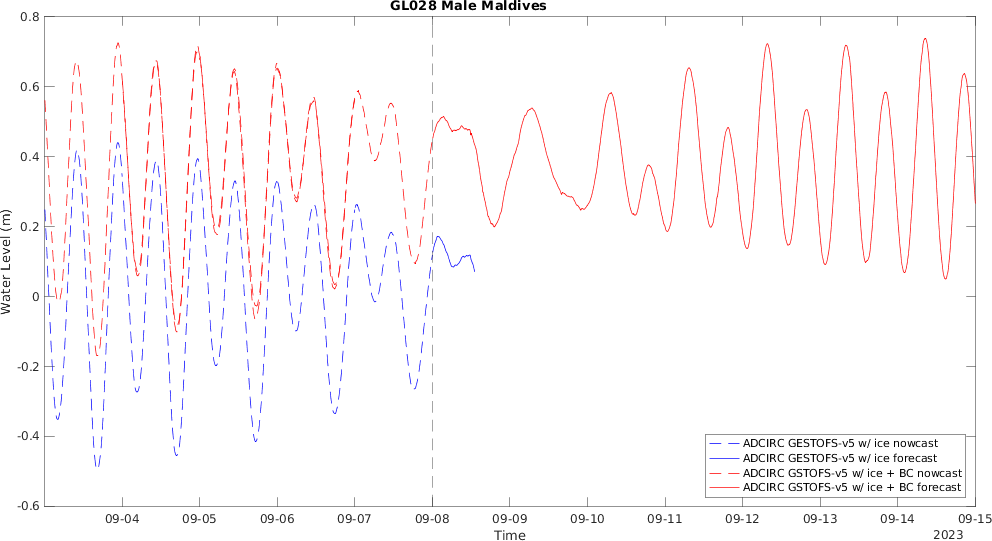 GL028 Male Maldives
0.8
0.6
0.4
0.2
0
-0.2
-0.4
-0.6
Water Level (m)
ADCIRC GESTOFS-v5 w/ ice nowcast
ADCIRC GESTOFS-v5 w/ ice forecast
ADCIRC GSTOFS-v5 w/ ice + BC nowcast
ADCIRC GSTOFS-v5 w/ ice + BC forecast
09-04 09-05 09-06 09-07 09-08 09-09 09-10 09-11 09-12 09-13 09-14 09-15
Time
2023